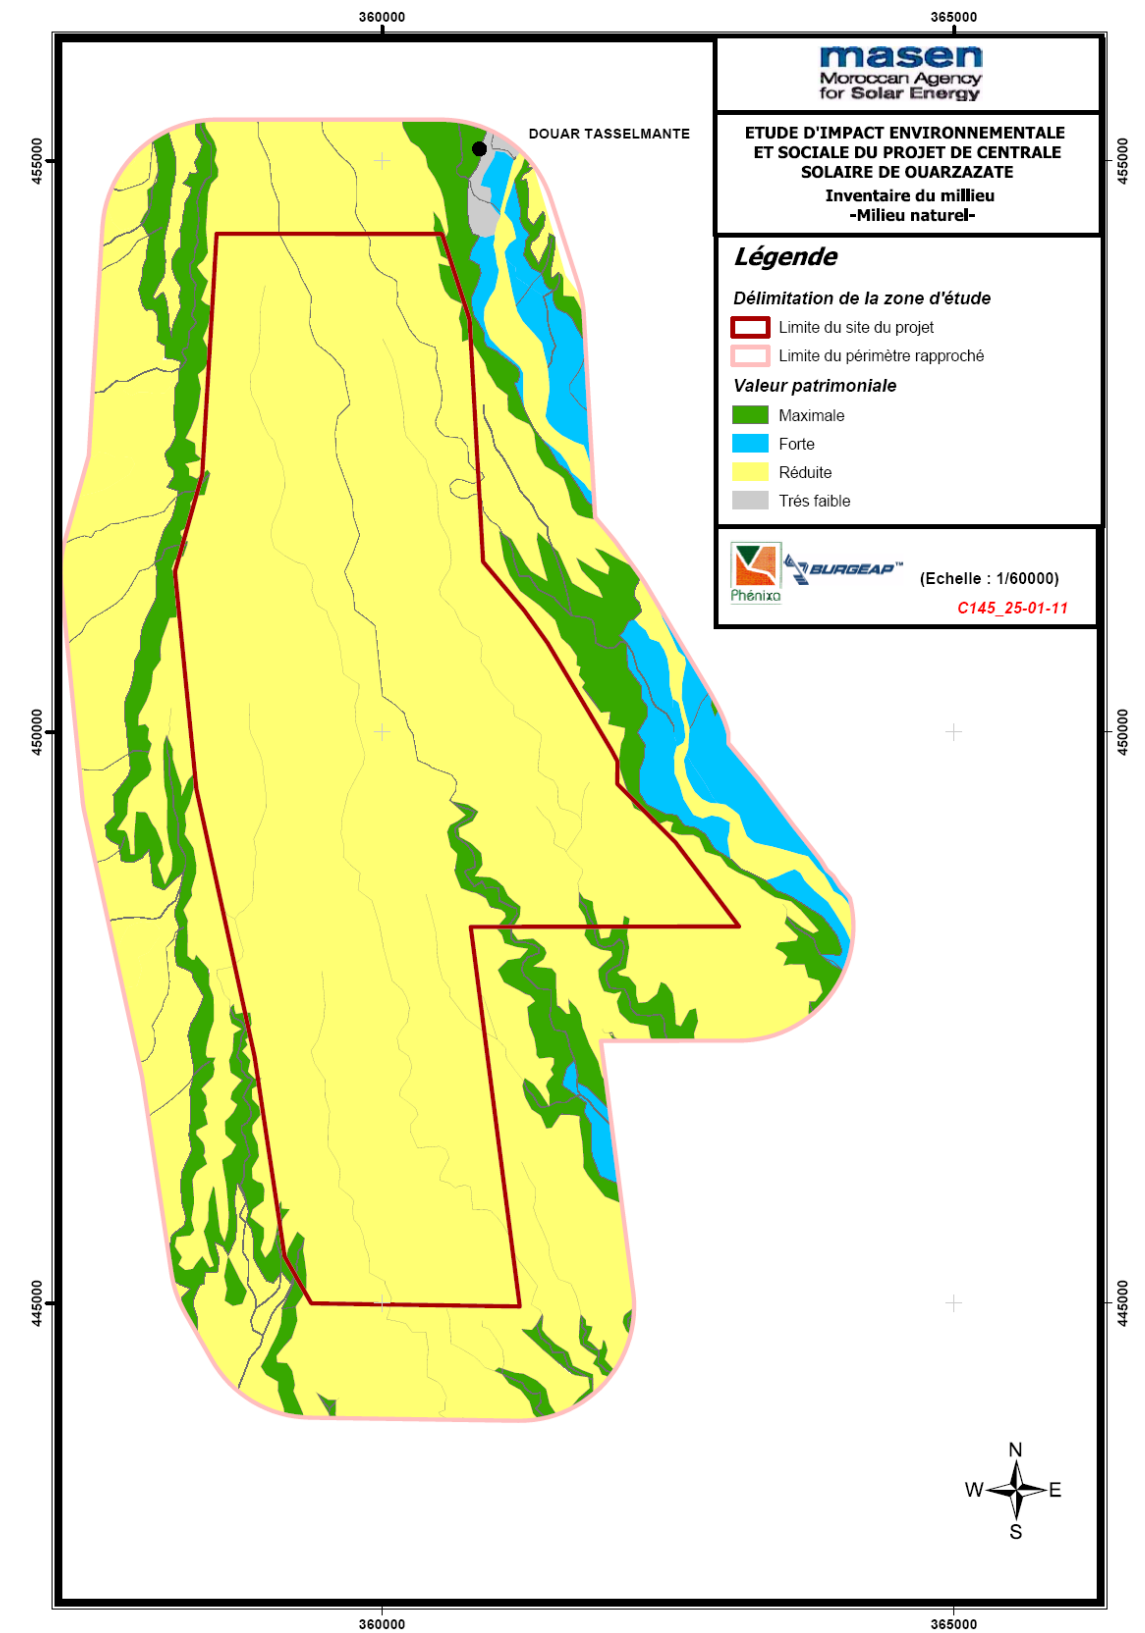 360000
365000
masen
Moroccan Agency
for Solar Energy
ETUDE D'IMPACT ENVIRONNEMENTALE
ET SOCIALE DU PROJET DE CENTRALE
SOLAIRE DE OUARZAZATE
Inventaire du millieu
-Milieu naturel-
DOUAR TASSELMANTE
455000
455000
Légende
Délimitation de la zone d'étude
Limite du site du projet
Limite du périmètre rapproché
Valeur patrimoniale
Maximale
Forte
Réduite
Trés faible
Phénixa
BURGEAP™
(Echelle : 1/60000)
C145_25-01-11
450000
450000
445000
445000
N
W
E
S
360000
365000